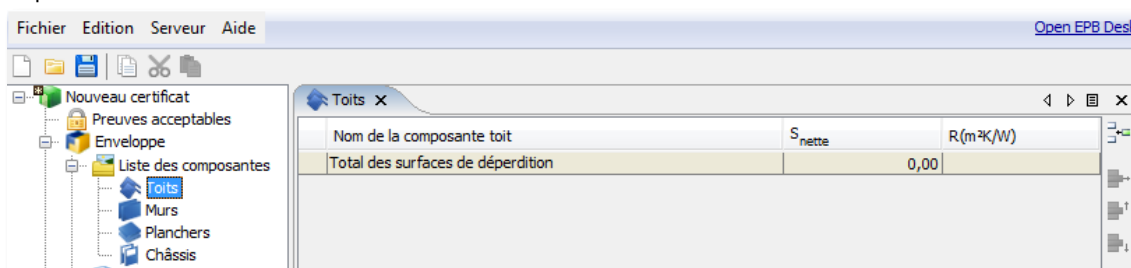 Fichier Edition Serveur Aide Open EPB Des
Nouveau certificat
Preuves acceptables
Enveloppe
Liste des composantes
Toits
Murs
Planchers
Châssis
Toits
Nom de la composante toit S nette R(m²K/W)
Total des surfaces de déperdition 0,00